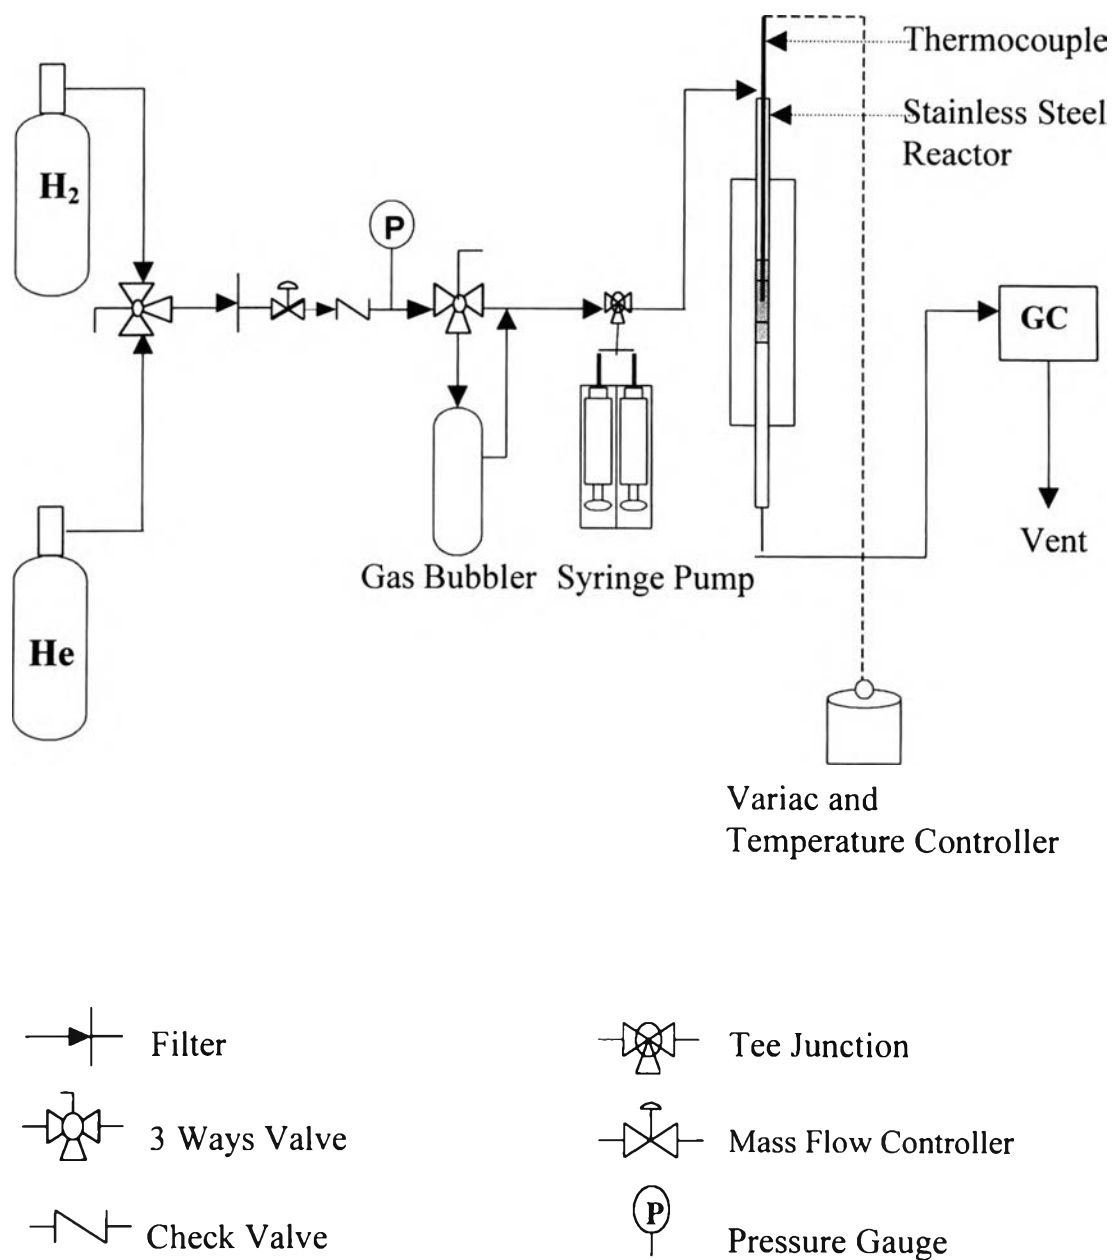 Thermocouple
Stainless Steel
Reactor
H₂
P
GC
Vent
Gas Bubbler
Syringe Pump
He
Variac and
Temperature Controller
Filter
Tee Junction
3 Ways Valve
Mass Flow Controller
Check Valve
P
Pressure Gauge